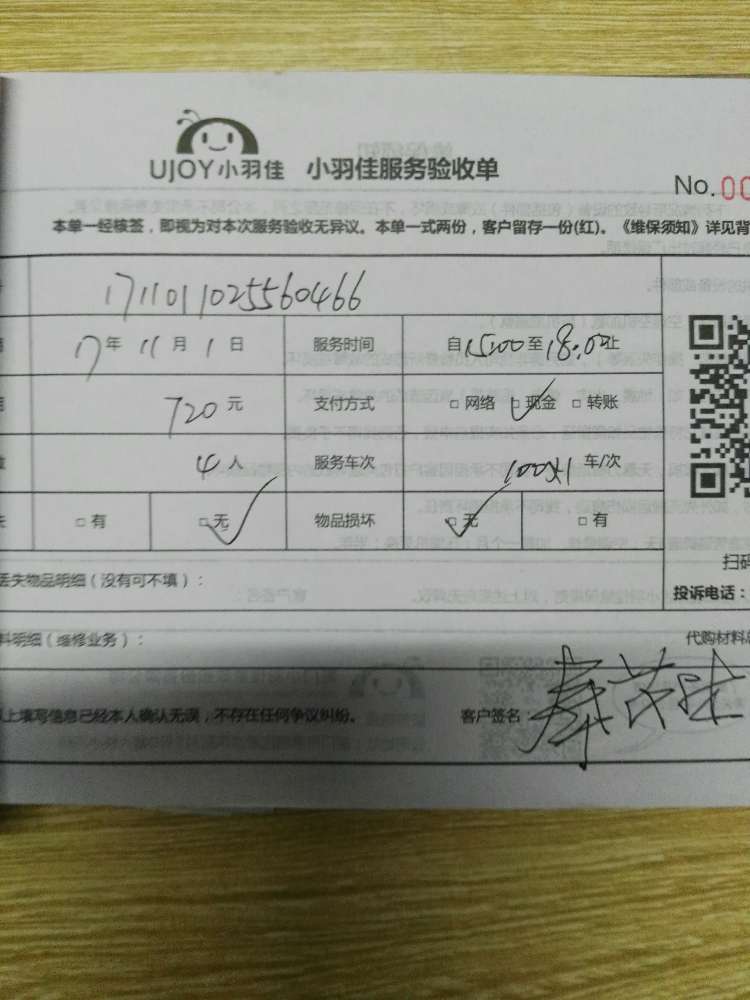 UJOY小羽佳 小羽佳服务验收单
No.00
本单一经核签，即视为对本次服务验收无异议。本单一式两份，客户留存一份(红)。《维保须知》详见背
1711011025560466
17年 11月 1日 服务时间 自15:00至18:00止
720元 支付方式 □网络 □现金 □转账
4人 服务车次 车/次
□有 □无 物品损坏 □无 □有
扫码
丢失物品明细（没有可不填）：
投诉电话：
料明细（维修业务）：
代购材料总
上填写信息已经本人确认无误，不存在任何争议纠纷。 客户签名：